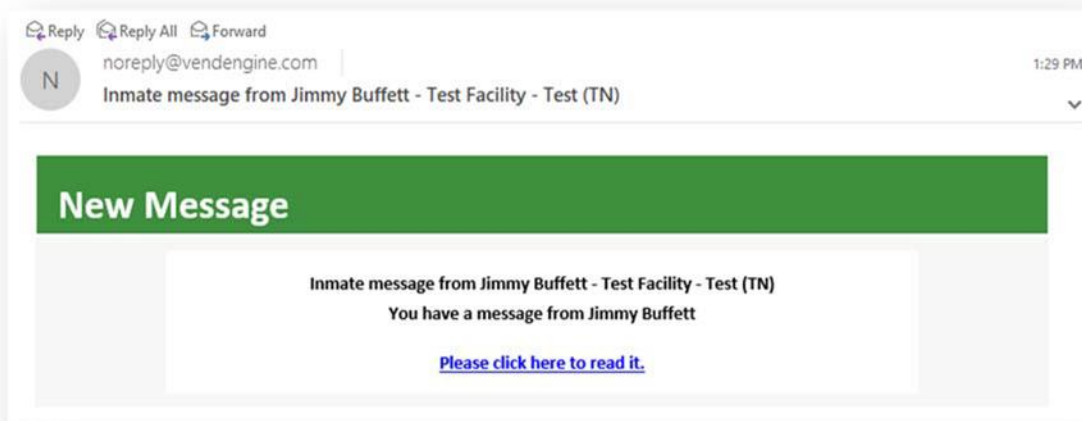 Reply Reply All Forward
noreply@vendengine.com
1:29 PM
N
Inmate message from Jimmy Buffett - Test Facility - Test (TN)
New Message
Inmate message from Jimmy Buffett - Test Facility - Test (TN)
You have a message from Jimmy Buffett
Please click here to read it.